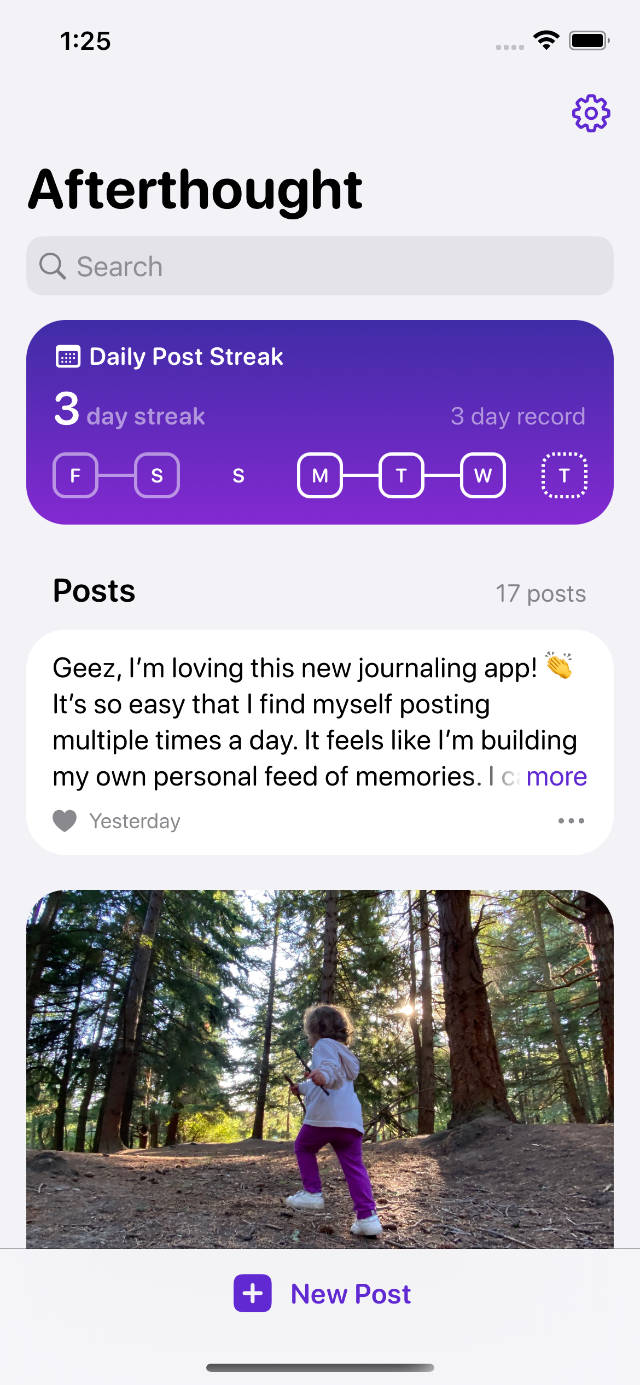 1:25
Afterthought
Search
Daily Post Streak
3 day streak
3 day record
F S S M T W T
Posts
17 posts
Geez, I’m loving this new journaling app! 👏
It’s so easy that I find myself posting
multiple times a day. It feels like I’m building
my own personal feed of memories. I more
Yesterday
New Post